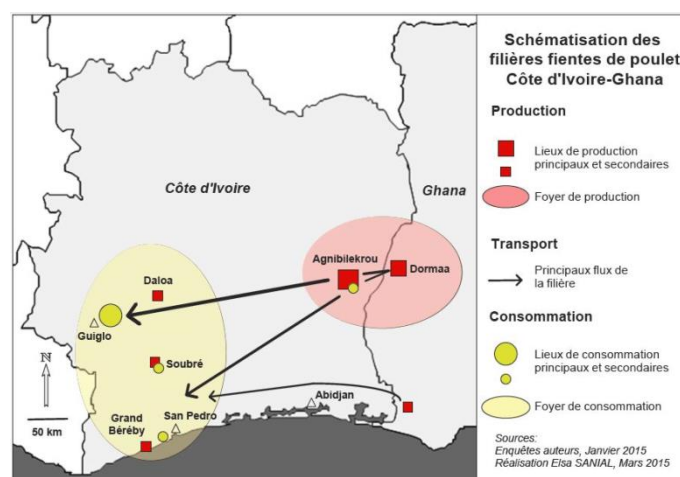 Schématisation des
filières fientes de poulet
Côte d'Ivoire-Ghana
Production
Lieux de production
principaux et secondaires
Foyer de production
Transport
Principaux flux de
la filière
Consommation
Lieux de consommation
principaux et secondaires
Foyer de consommation
Sources:
Enquêtes auteurs, Janvier 2015
Réalisation Elsa SANIAL, Mars 2015
Côte d'Ivoire
Ghana
Agnibilekrou
Dormaa
Daloa
Guiglo
Soubré
Abidjan
San Pedro
Grand
Béréby
N
50 km